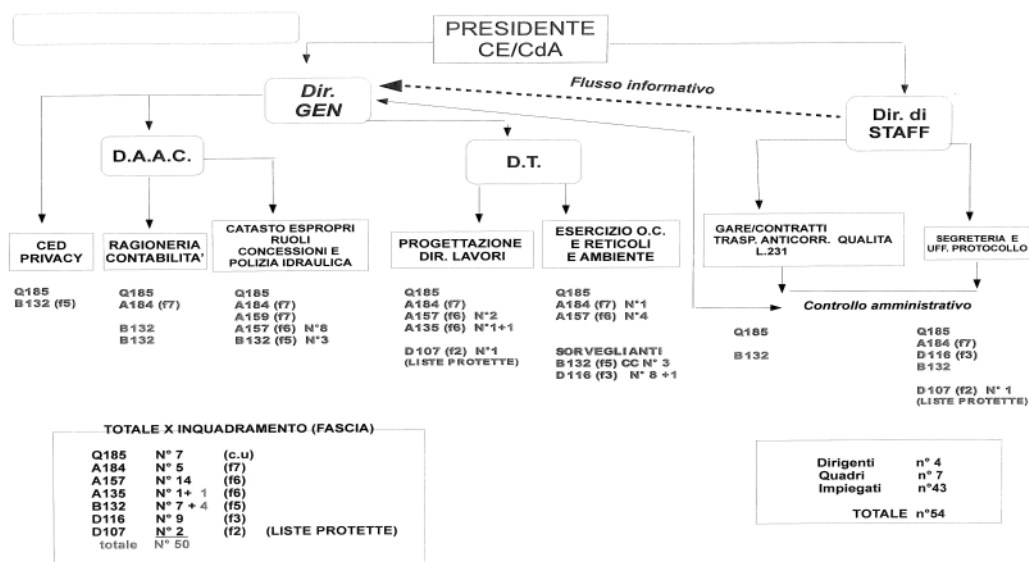 PRESIDENTE
CE/CdA
Flusso informativo
Dir.
GEN
Dir. di
STAFF
D.A.A.C.
D.T.
CED
PRIVACY
RAGIONERIA
CONTABILITA'
CATASTO ESPROPRI
RUOLI
CONCESSIONI E
POLIZIA IDRAULICA
PROGETTAZIONE
DIR. LAVORI
ESERCIZIO O.C.
E RETICOLI
E AMBIENTE
GARE/CONTRATTI
TRASP. ANTICORR. QUALITA
L.231
SEGRETERIA E
UFF. PROTOCOLLO
Controllo amministrativo
Q185
B132 (f5)
Q185
A184 (f7)
B132
B132
Q185
A184 (f7)
A159 (f7)
A157 (f6) N°8
B132 (f5) N°3
Q185
A184 (f7)
A157 (f6) N°2
A135 (f6) N°1+1
D107 (f2) N°1
(LISTE PROTETTE)
Q185
A184 (f7) N°1
A157 (f6) N°4
SORVEGLIANTI
B132 (f5) CC N° 3
D116 (f3) N° 8 +1
Q185
B132
Q185
A184 (f7)
D116 (f3)
B132
D107 (f2) N° 1
(LISTE PROTETTE)
TOTALE X INQUADRAMENTO (FASCIA)
Q185 N° 7 (c.u)
A184 N° 5 (f7)
A157 N° 14 (f6)
A135 N° 1+ 1 (f6)
B132 N° 7 + 4 (f5)
D116 N° 9 (f3)
D107 N° 2 (f2) (LISTE PROTETTE)
totale N° 50
Dirigenti n° 4
Quadri n° 7
Impiegati n°43
TOTALE n°54